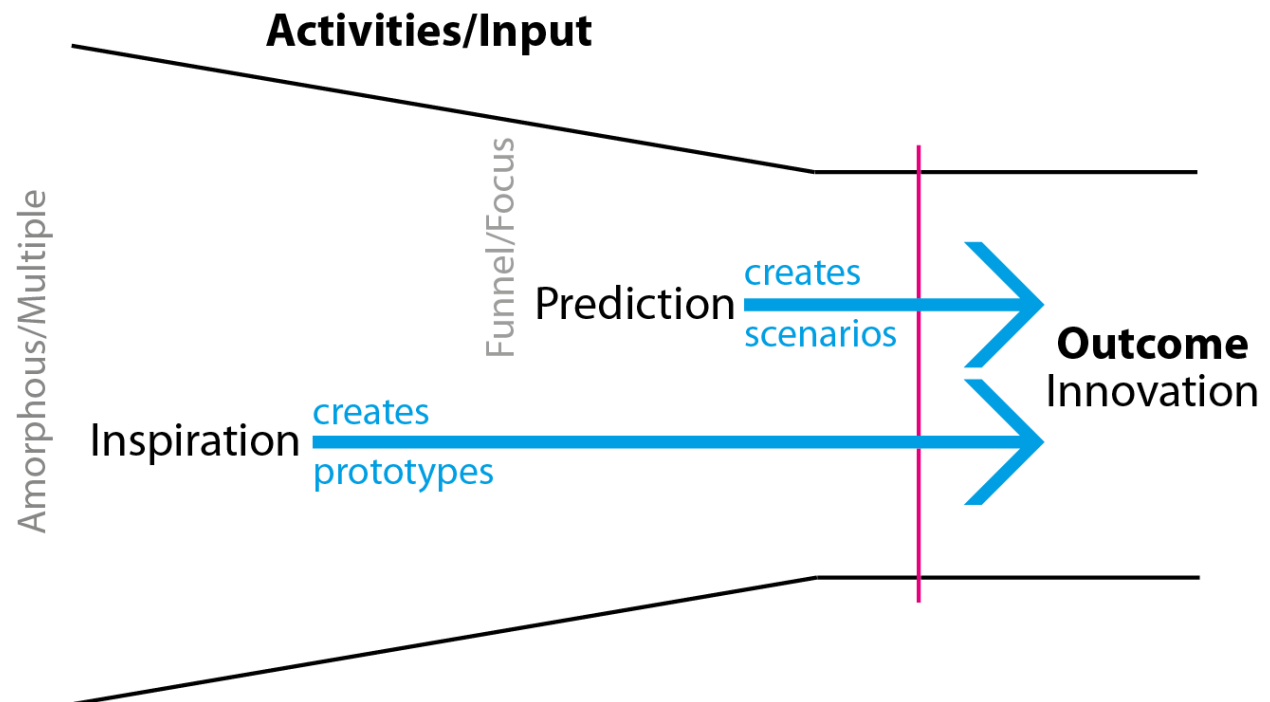 Activities/Input
Amorphous/Multiple
Funnel/Focus
Prediction
creates
scenarios
Inspiration
creates
prototypes
Outcome
Innovation